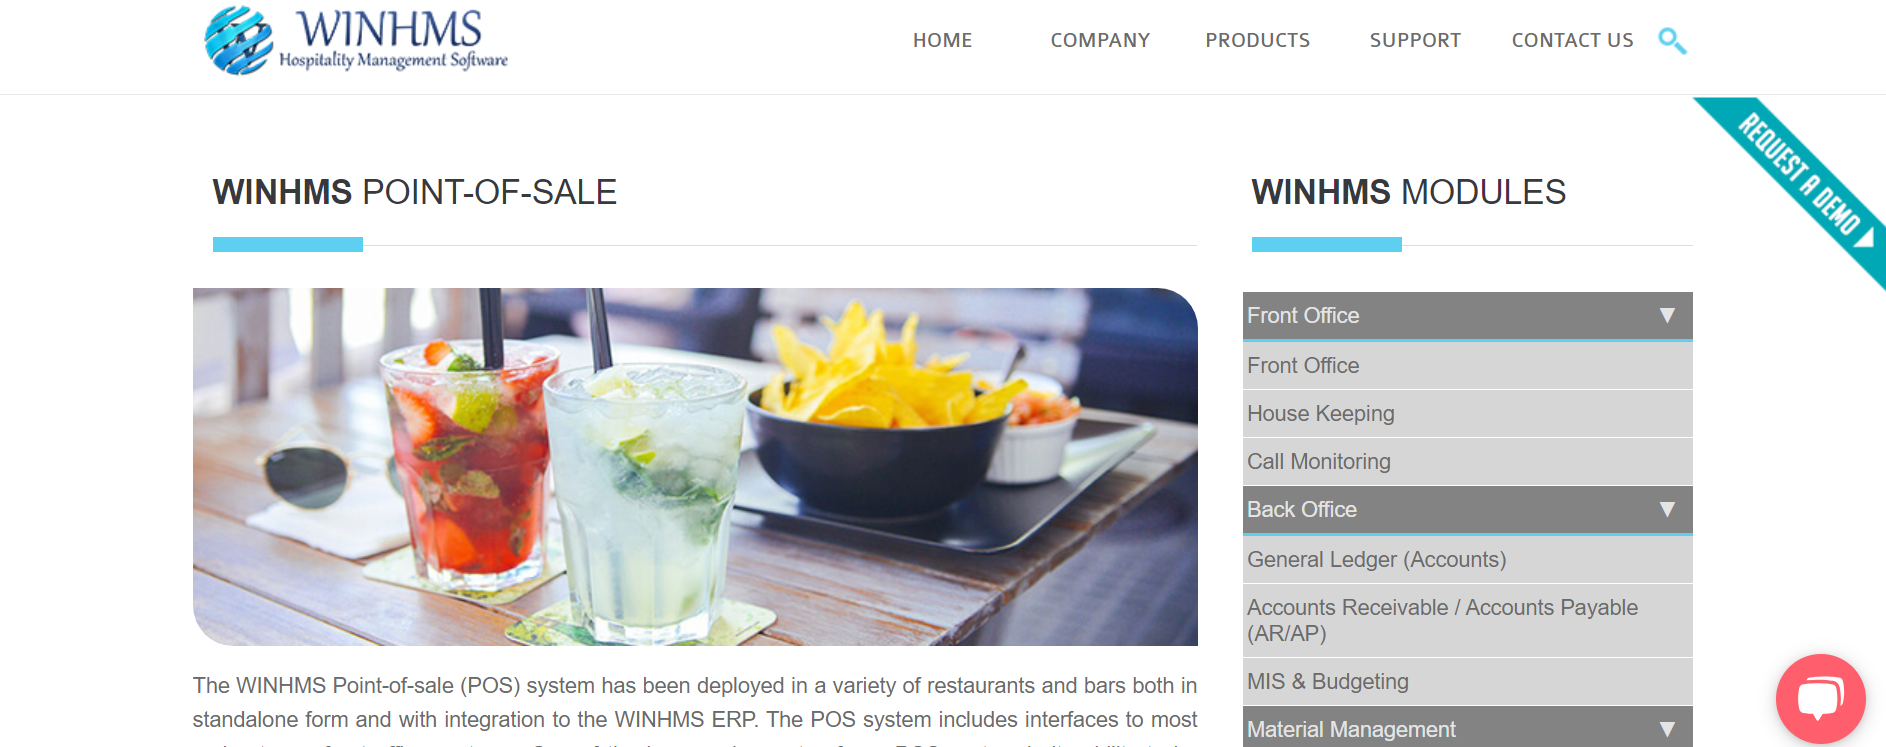 WINHMS
Hospitality Management Software
HOME COMPANY PRODUCTS SUPPORT CONTACT US
REQUEST A DEMO
WINHMS POINT-OF-SALE
The WINHMS Point-of-sale (POS) system has been deployed in a variety of restaurants and bars both in
standalone form and with integration to the WINHMS ERP. The POS system includes interfaces to most
WINHMS MODULES
Front Office ▼
Front Office
House Keeping
Call Monitoring
Back Office ▼
General Ledger (Accounts)
Accounts Receivable / Accounts Payable
(AR/AP)
MIS & Budgeting
Material Management ▼